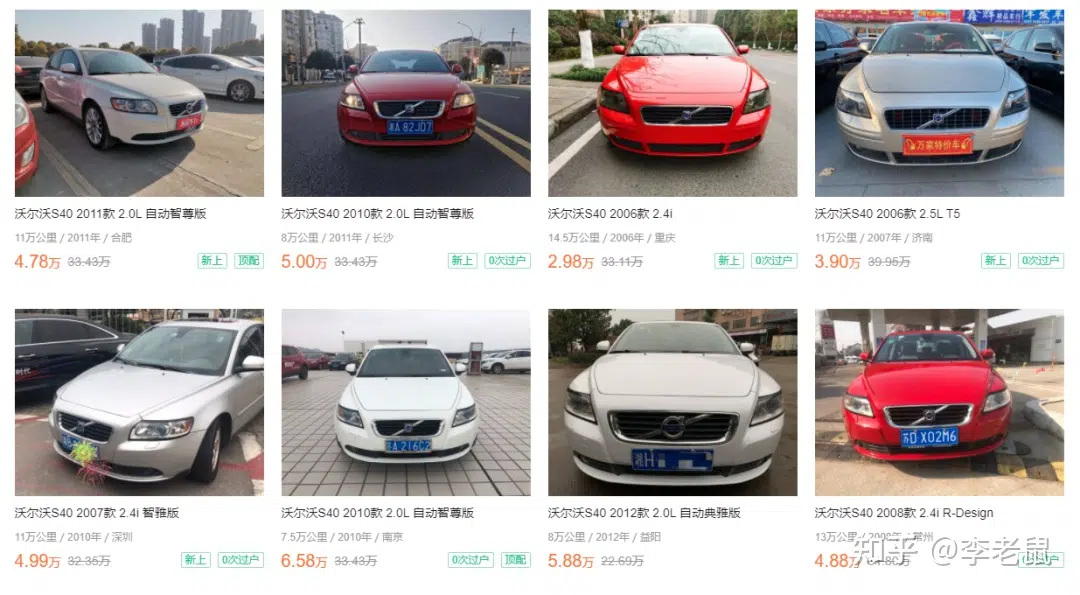 湘A 82JD7
万家特价车
沃尔沃S40 2011款 2.0L 自动智尊版
沃尔沃S40 2010款 2.0L 自动智尊版
沃尔沃S40 2006款 2.4i
沃尔沃S40 2006款 2.5L T5
11万公里 / 2011年 / 合肥
8万公里 / 2011年 / 长沙
14.5万公里 / 2006年 / 重庆
11万公里 / 2007年 / 济南
4.78万 33.43万 新上 顶配
5.00万 33.43万 新上 0次过户
2.98万 33.11万 新上 0次过户
3.90万 39.95万 新上 0次过户
A 216C2
湘H
苏D X02M6
沃尔沃S40 2007款 2.4i 智雅版
沃尔沃S40 2010款 2.0L 自动智尊版
沃尔沃S40 2012款 2.0L 自动典雅版
沃尔沃S40 2008款 2.4i R-Design
11万公里 / 2010年 / 深圳
7.5万公里 / 2010年 / 南京
8万公里 / 2012年 / 益阳
13万公里 / 常州
4.99万 32.35万 新上 0次过户
6.58万 33.43万 0次过户 顶配
5.88万 22.69万
4.88万
知乎 @李老鼠